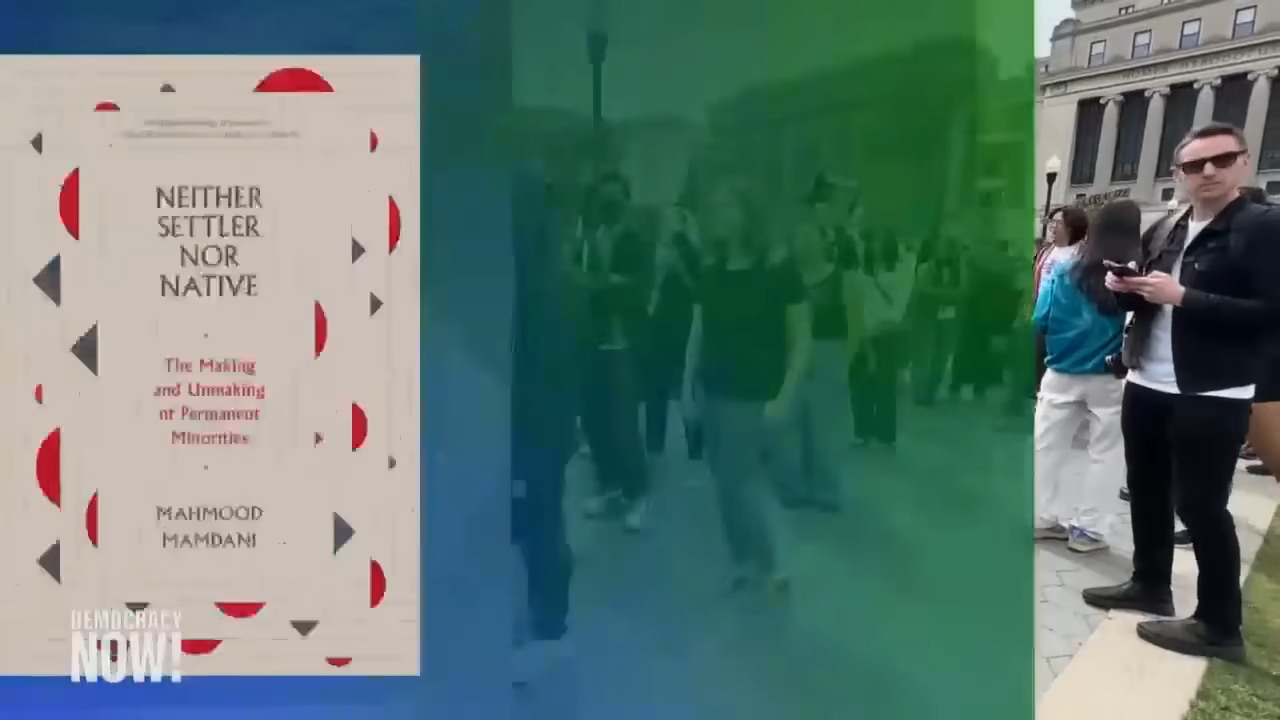 NEITHER
SETTLER
NOR
NATIVE
The Making
and Unmaking
of Permanent
Minorities
MAHMOOD
MAMDANI
DEMOCRACY
NOW!